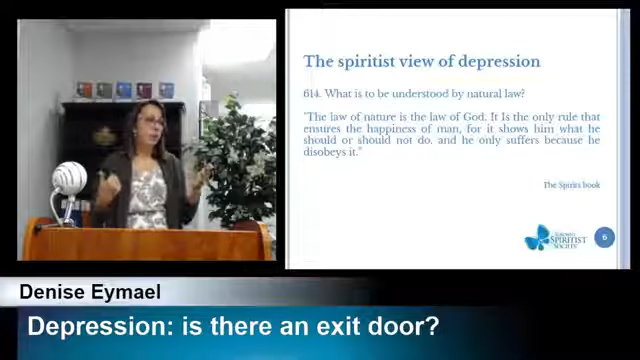 The spiritist view of depression
614. What is to be understood by natural law?
"The law of nature is the law of God. It Is the only rule that
ensures the happiness of man, for it shows him what he
should or should not do. and he only suffers because he
disobeys it."
The Spirits book
SPIRITIST
SOCIETY
6
Denise Eymael
Depression: is there an exit door?